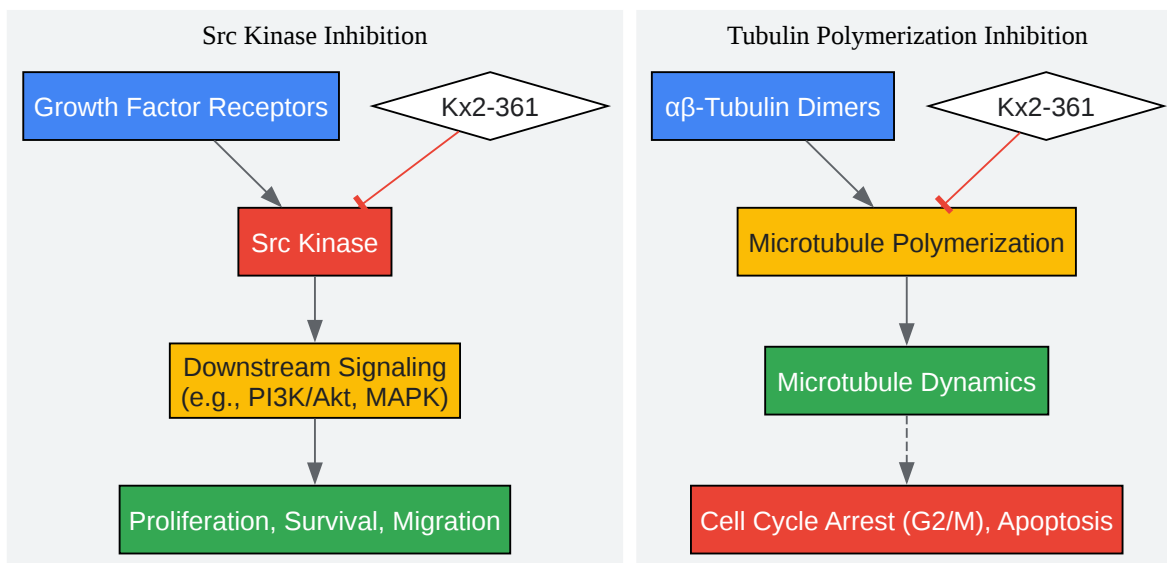 Src Kinase Inhibition
Growth Factor Receptors
Kx2-361
Src Kinase
Downstream Signaling
(e.g., PI3K/Akt, MAPK)
Proliferation, Survival, Migration
Tubulin Polymerization Inhibition
αβ-Tubulin Dimers
Kx2-361
Microtubule Polymerization
Microtubule Dynamics
Cell Cycle Arrest (G2/M), Apoptosis